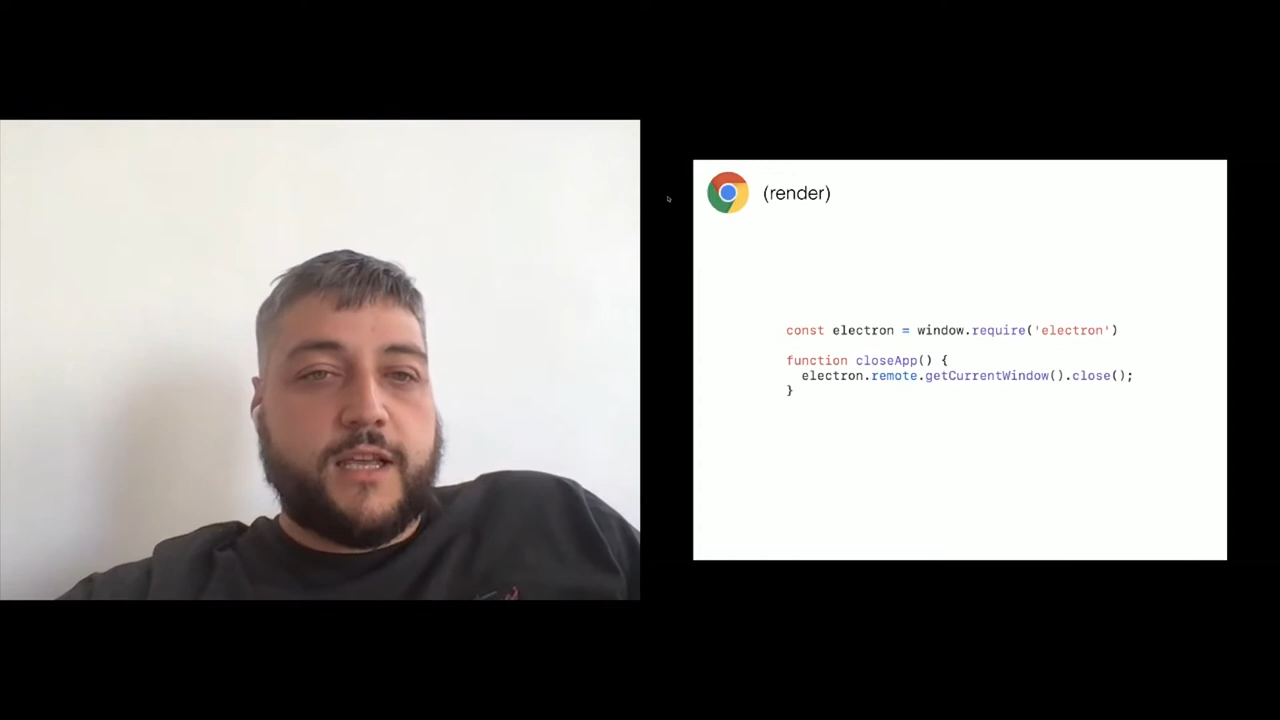 (render)
const electron = window.require('electron')
function closeApp() {
electron.remote.getCurrentWindow().close();
}